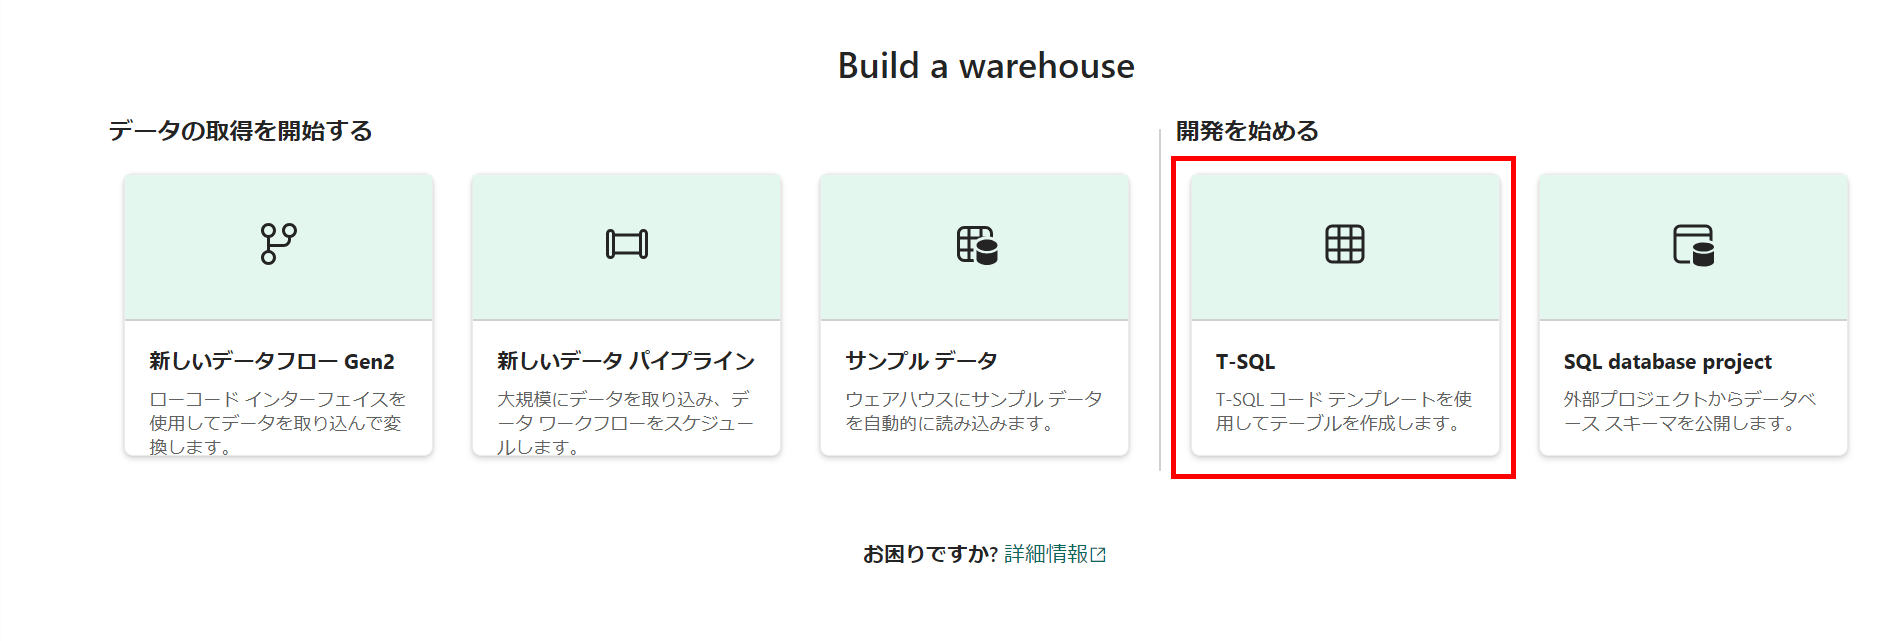 Build a warehouse
データの取得を開始する
新しいデータフロー Gen2
ローコード インターフェイスを
使用してデータを取り込んで変
換します。
新しいデータ パイプライン
大規模にデータを取り込み、デ
ータ ワークフローをスケジュー
ルします。
サンプル データ
ウェアハウスにサンプル データ
を自動的に読み込みます。
開発を始める
T-SQL
T-SQL コード テンプレートを使
用してテーブルを作成します。
SQL database project
外部プロジェクトからデータベ
ース スキーマを公開します。
お困りですか? 詳細情報